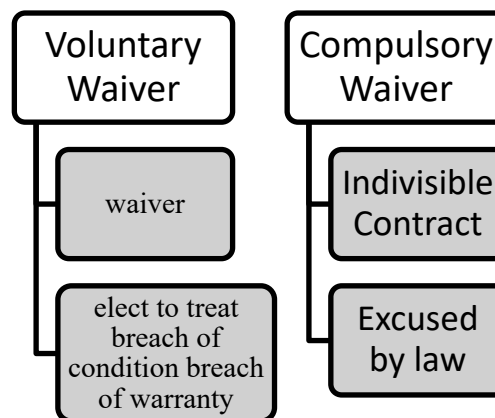 Voluntary
Waiver
waiver
elect to treat
breach of
condition breach
of warranty
Compulsory
Waiver
Indivisible
Contract
Excused
by law